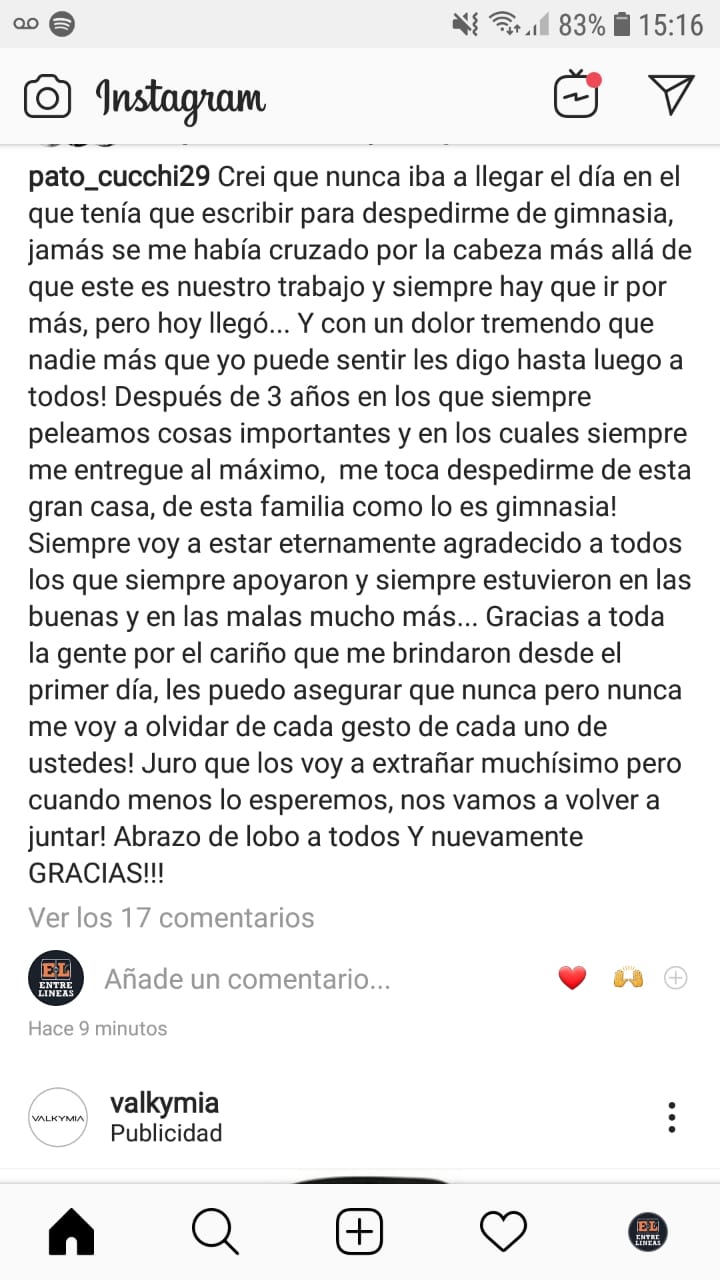 83% 15:16
Instagram
pato_cucchi29 Crei que nunca iba a llegar el día en el
que tenía que escribir para despedirme de gimnasia,
jamás se me había cruzado por la cabeza más allá de
que este es nuestro trabajo y siempre hay que ir por
más, pero hoy llegó... Y con un dolor tremendo que
nadie más que yo puede sentir les digo hasta luego a
todos! Después de 3 años en los que siempre
peleamos cosas importantes y en los cuales siempre
me entregue al máximo,  me toca despedirme de esta
gran casa, de esta familia como lo es gimnasia!
Siempre voy a estar eternamente agradecido a todos
los que siempre apoyaron y siempre estuvieron en las
buenas y en las malas mucho más... Gracias a toda
la gente por el cariño que me brindaron desde el
primer día, les puedo asegurar que nunca pero nunca
me voy a olvidar de cada gesto de cada uno de
ustedes! Juro que los voy a extrañar muchísimo pero
cuando menos lo esperemos, nos vamos a volver a
juntar! Abrazo de lobo a todos Y nuevamente
GRACIAS!!!
Ver los 17 comentarios
E-L
ENTRE
LINEAS
Añade un comentario...
Hace 9 minutos
VALKYMIA
valkymia
Publicidad
E-L
ENTRE
LINEAS